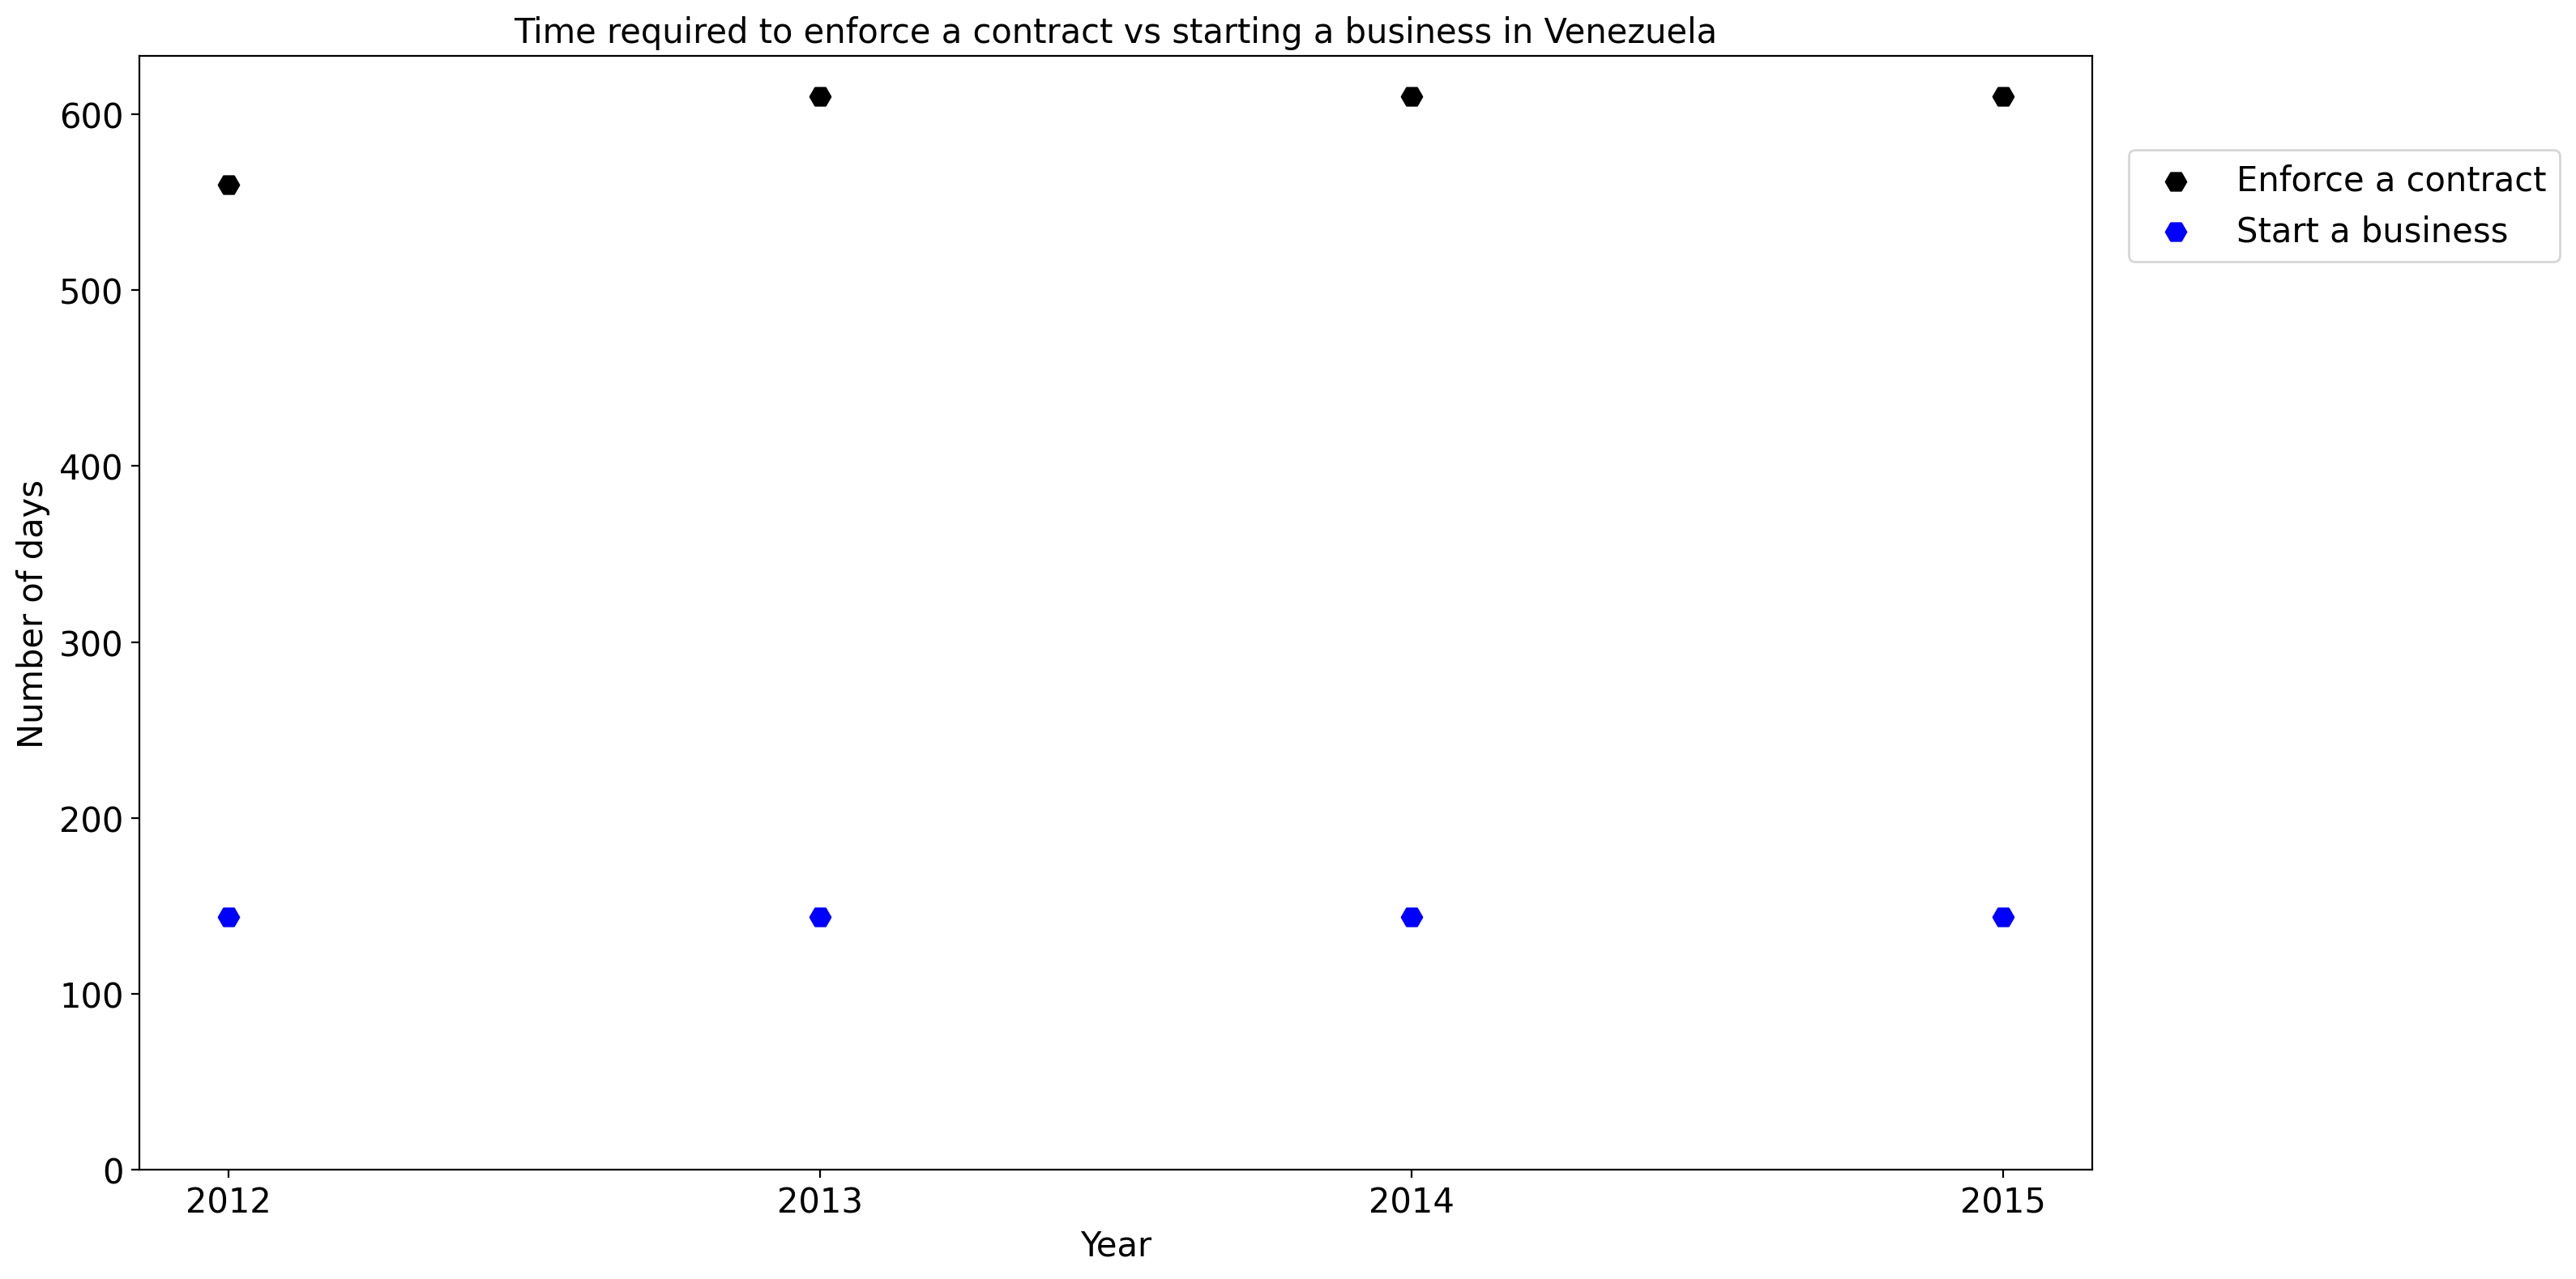 Time required to enforce a contract vs starting a business in Venezuela
600
500
400
300
200
100
0
Number of days
2012 2013 2014 2015
Year
Enforce a contract
Start a business